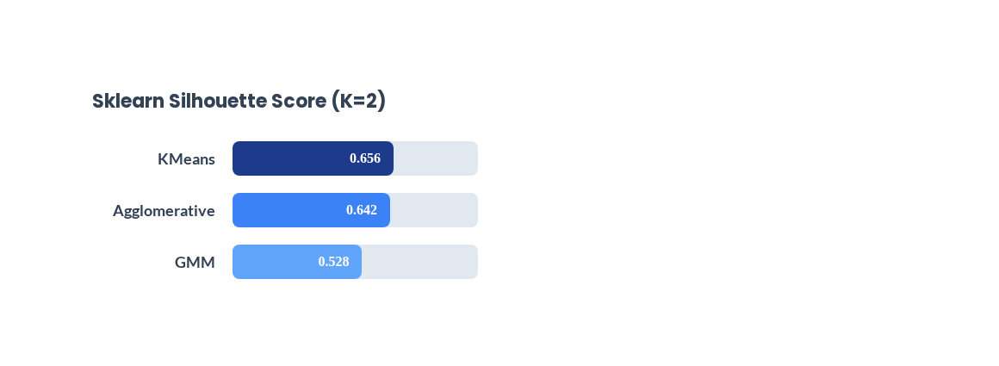 Sklearn Silhouette Score (K=2)
KMeans 0.656
Agglomerative 0.642
GMM 0.528